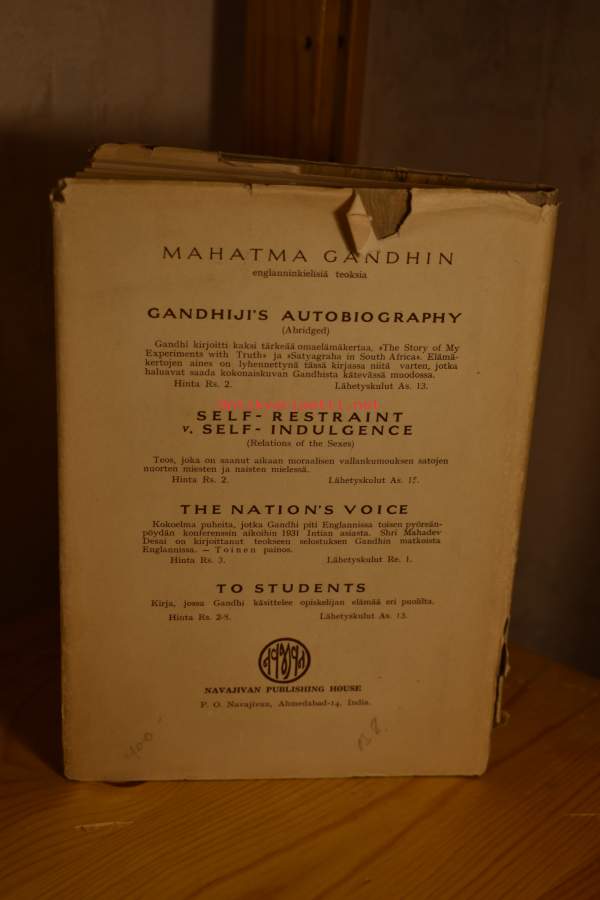 MAHATMA GANDHIN
englanninkielisiä teoksia
GANDHIJI'S AUTOBIOGRAPHY
(Abridged)
Gandhi kirjoitti kaksi tärkeää omaelämäkertaa, »The Story of My
Experiments with Truth» ja »Satyagraha in South Africa». Elämä-
kertojen aines on lyhennettynä tässä kirjassa niitä varten, jotka
haluavat saada kokonaiskuvan Gandhista kätevässä muodossa.
Hinta Rs. 2. Lähetyskulut As. 13.
Antikvariaatti.net
SELF-RESTRAINT
v. SELF-INDULGENCE
(Relations of the Sexes)
Teos, joka on saanut aikaan moraalisen vallankumouksen satojen
nuorten miesten ja naisten mielessä.
Hinta Rs. 2. Lähetyskulut As.
THE NATION'S VOICE
Kokoelma puheita, jotka Gandhi piti Englannissa toisen pyöreän-
pöydän konferenssin aikoihin 1931 Intian asiasta. Shri Mahadev
Desai on kirjoittanut teokseen selostuksen Gandhin matkoista
Englannissa. — Toinen painos.
Hinta Rs. 3. Lähetyskulut Re. 1.
TO STUDENTS
Kirja, jossa Gandhi käsittelee opiskelijan elämää eri puolilta.
Hinta Rs. 2-8. Lähetyskulut As. 13.
NAVAJIVAN PUBLISHING HOUSE
P. O. Navajivan, Ahmedabad-14, India.
400